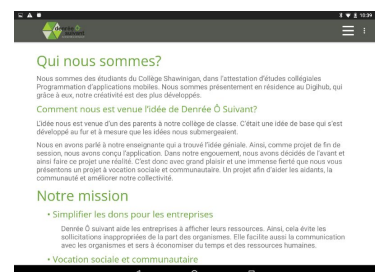 10:39
denrée Ô
suivant
Qui nous sommes?
Nous sommes des étudiants du Collège Shawinigan, dans l'attestation d'études collégiales
Programmation d'applications mobiles. Nous sommes présentement en résidence au Digihub, qui
grâce à eux, notre créativité est des plus développés.
Comment nous est venue l'idée de Denrée Ô Suivant?
L'idée nous est venue d'un des parents à notre collège de classe. C'était une idée de base qui s'est
développé au fur et à mesure que les idées nous submergeaient.
Nous en avons parlé à notre enseignante qui a trouvé l'idée géniale. Ainsi, comme projet de fin de
session, nous avons conçu l'application. Dans notre engouement, nous avons décidés de l'avant et
ainsi faire ce projet une réalité. C'est donc avec grand plaisir et une immense fierté que nous vous
présentons un projet à vocation sociale et communautaire. Un projet afin d'aider les aidants, la
communauté et améliorer notre collectivité.
Notre mission
• Simplifier les dons pour les entreprises
Denrée Ô suivant aide les entreprises à afficher leurs ressources. Ainsi, cela évite les
sollicitations inappropriées de la part des organismes. Elle facilite aussi la communication
avec les organismes et sers à économiser du temps et des ressources humaines.
• Vocation sociale et communautaire